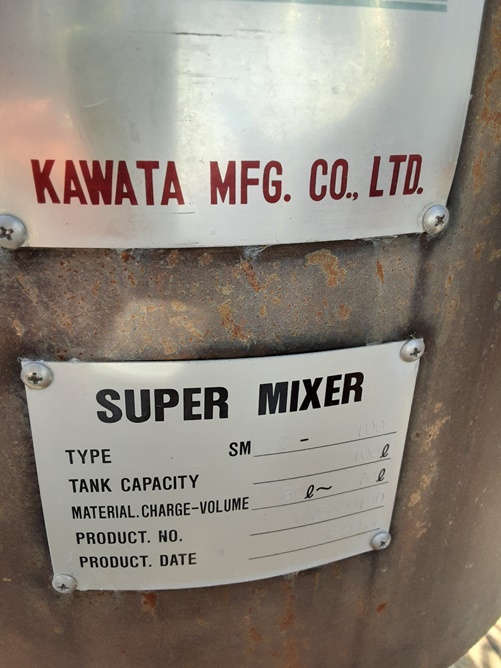 KAWATA MFG. CO., LTD.
SUPER MIXER
TYPE SM -
TANK CAPACITY ℓ
MATERIAL.CHARGE-VOLUME ℓ~ ℓ
PRODUCT. NO.
PRODUCT. DATE